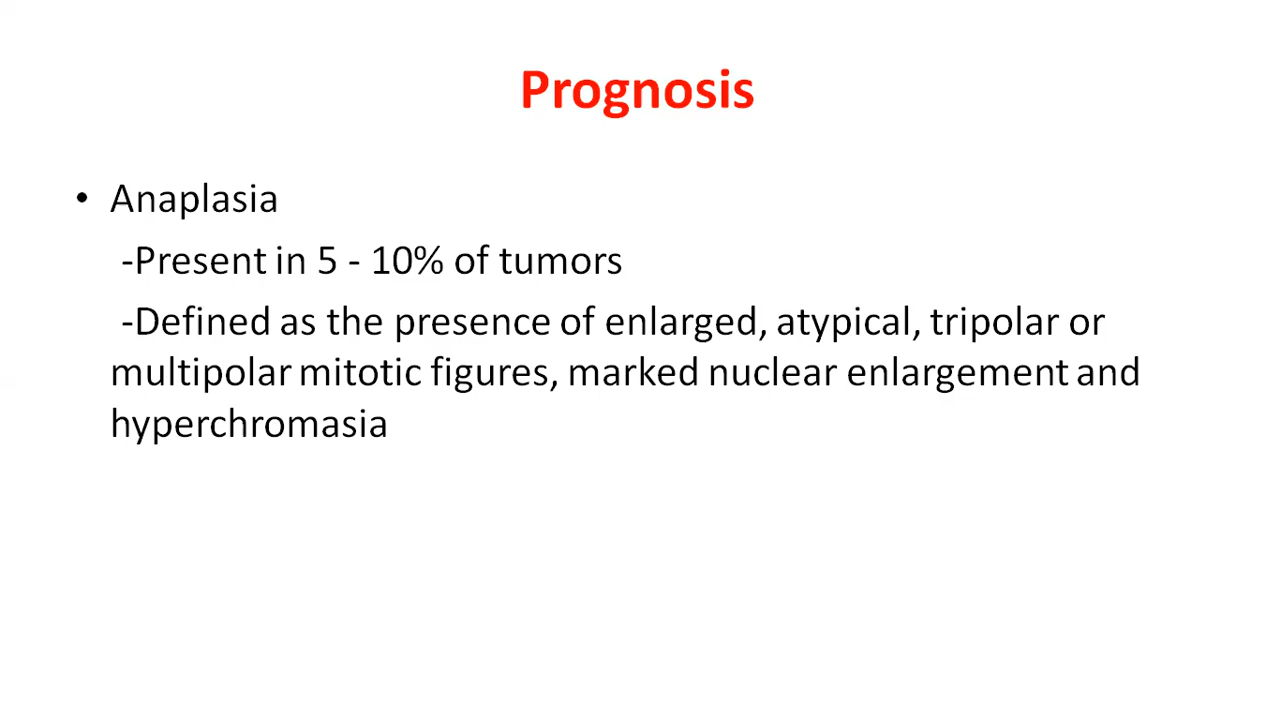 Prognosis
• Anaplasia
-Present in 5 - 10% of tumors
-Defined as the presence of enlarged, atypical, tripolar or
multipolar mitotic figures, marked nuclear enlargement and
hyperchromasia